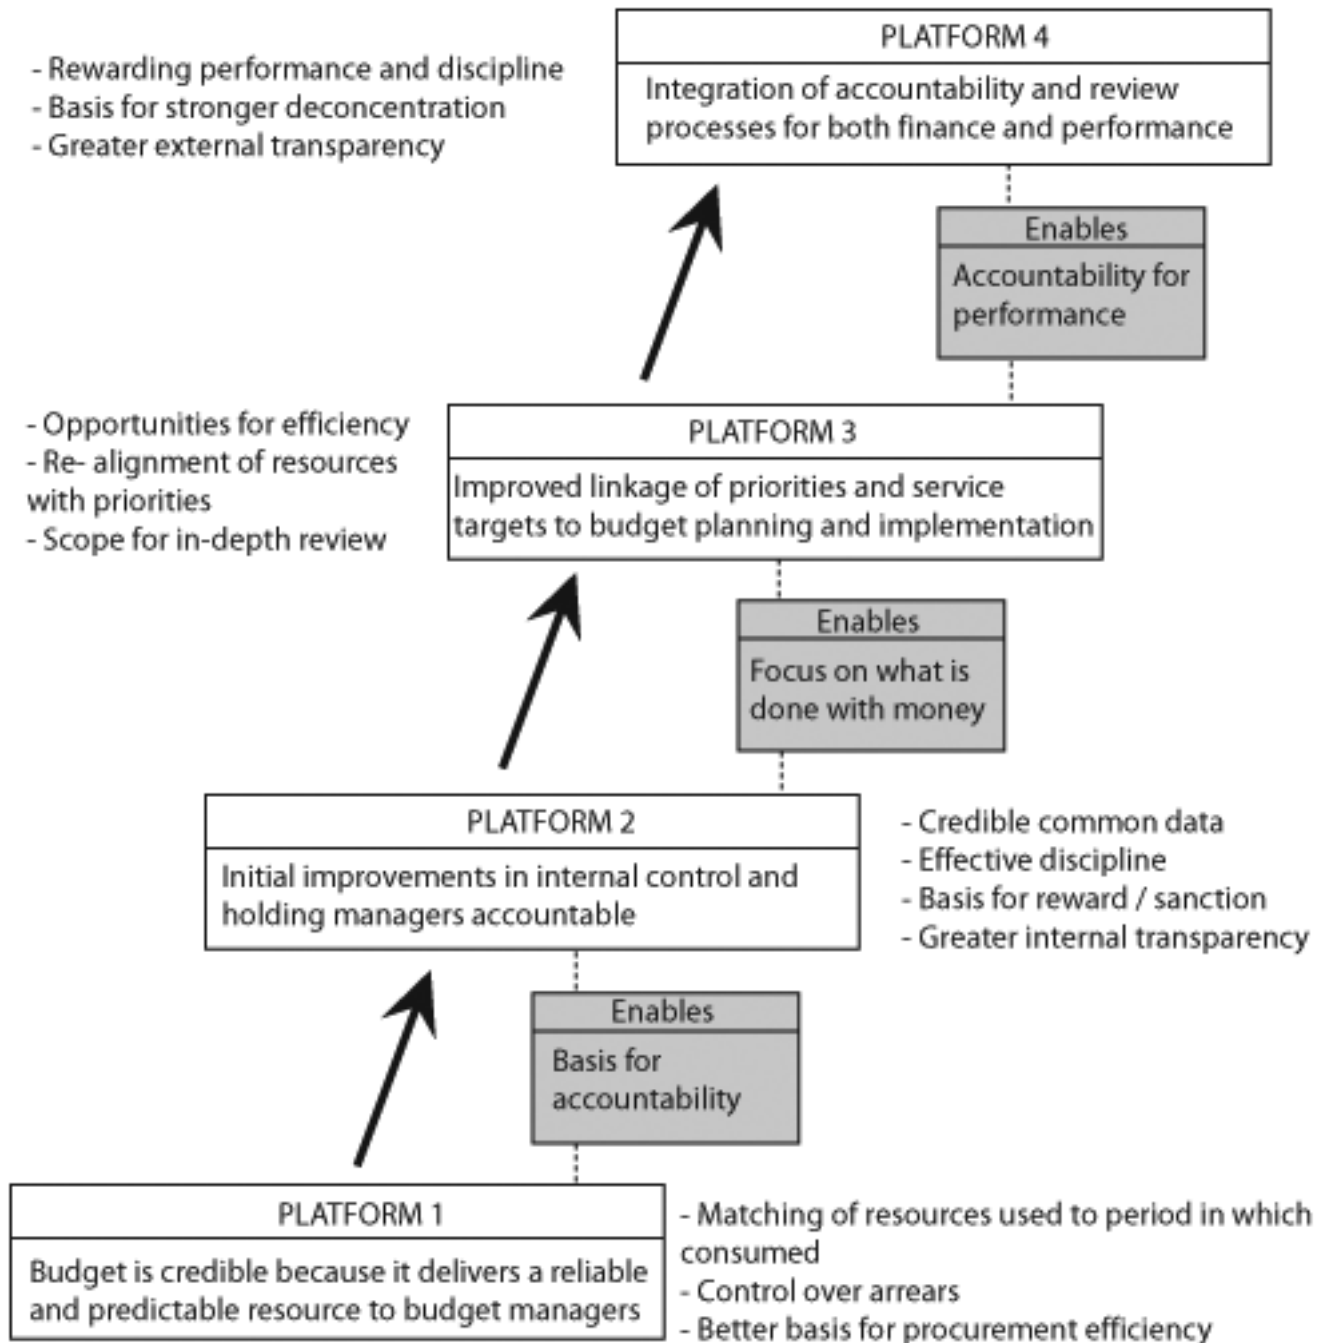 PLATFORM 4
Integration of accountability and review
processes for both finance and performance
- Rewarding performance and discipline
- Basis for stronger deconcentration
- Greater external transparency
Enables
Accountability for
performance
PLATFORM 3
Improved linkage of priorities and service
targets to budget planning and implementation
- Opportunities for efficiency
- Re- alignment of resources
with priorities
- Scope for in-depth review
Enables
Focus on what is
done with money
PLATFORM 2
Initial improvements in internal control and
holding managers accountable
- Credible common data
- Effective discipline
- Basis for reward / sanction
- Greater internal transparency
Enables
Basis for
accountability
PLATFORM 1
Budget is credible because it delivers a reliable
and predictable resource to budget managers
- Matching of resources used to period in which
consumed
- Control over arrears
- Better basis for procurement efficiency